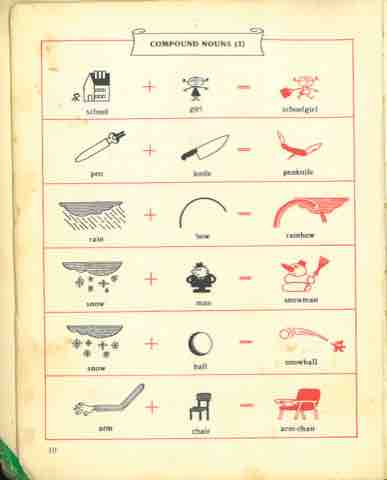 COMPOUND NOUNS (1)
school + girl = schoolgirl
pen + knife = penknife
rain + bow = rainbow
snow + man = snowman
snow + ball = snowball
arm + chair = arm-chair
10